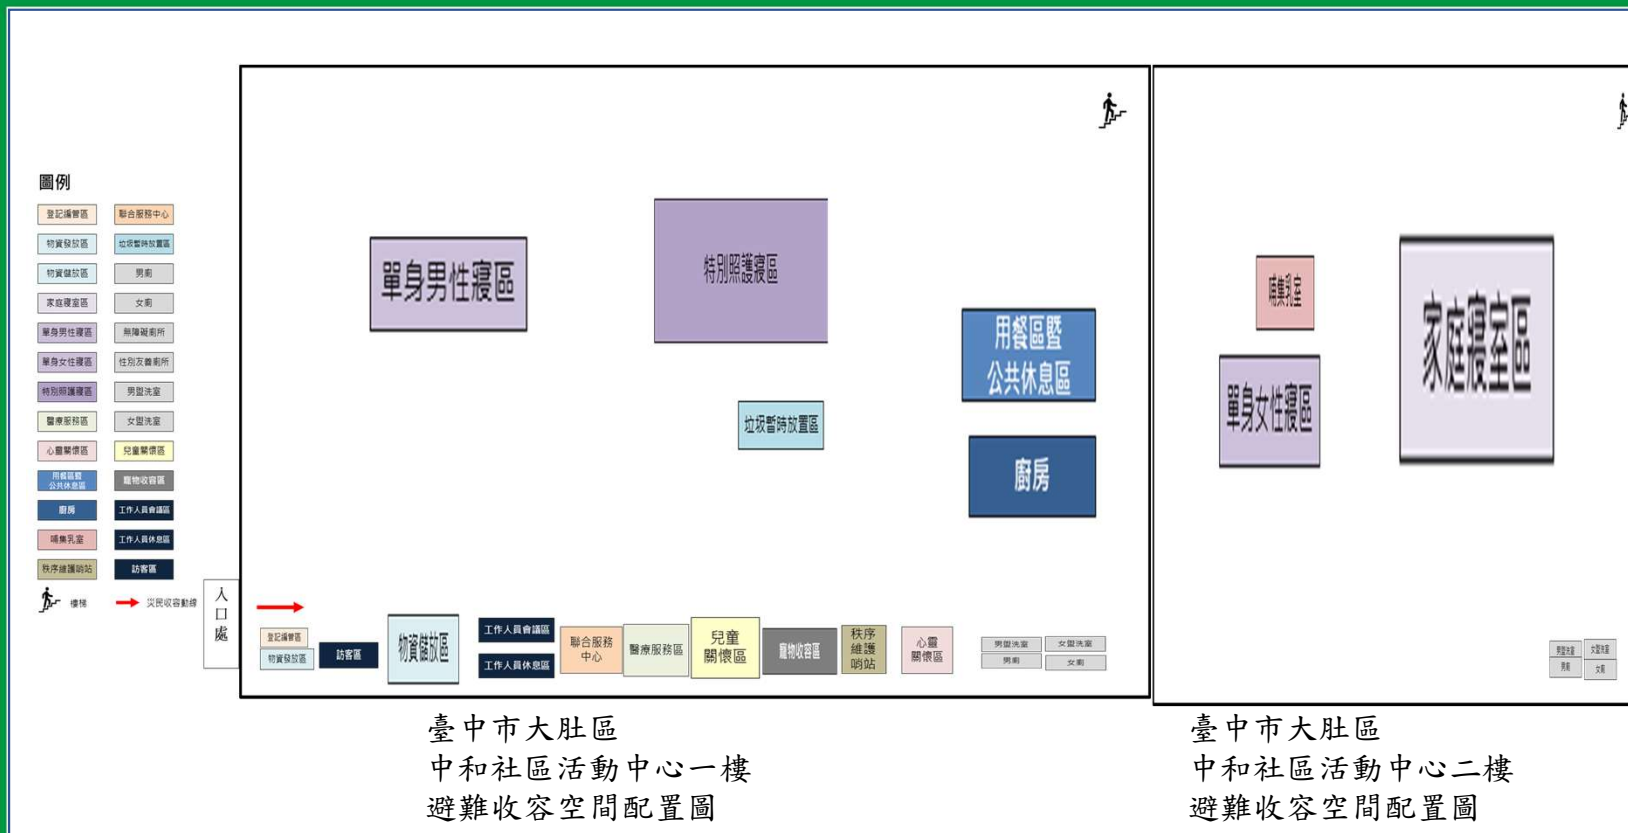 圖例
登記編管區
聯合服務中心
物資發放區
垃圾暫時放置區
物資儲放區
男廁
家庭寢室區
女廁
單身男性寢區
無障礙廁所
單身女性寢區
性別友善廁所
特別照護寢區
男盥洗室
醫療服務區
女盥洗室
心靈關懷區
兒童關懷區
用餐區暨
公共休息區
寵物收容區
廚房
工作人員會議區
哺集乳室
工作人員休息區
秩序維護哨站
訪客區
樓梯
災民收容動線
入
口
處
單身男性寢區
特別照護寢區
用餐區暨
公共休息區
垃圾暫時放置區
廚房
登記編管區
物資發放區
訪客區
物資儲放區
工作人員會議區
工作人員休息區
聯合服務
中心
醫療服務區
兒童
關懷區
寵物收容區
秩序
維護
哨站
心靈
關懷區
男盥洗室
女盥洗室
男廁
女廁
臺中市大肚區
中和社區活動中心一樓
避難收容空間配置圖
哺集乳室
單身女性寢區
家庭寢室區
男盥洗室
女盥洗室
男廁
女廁
臺中市大肚區
中和社區活動中心二樓
避難收容空間配置圖